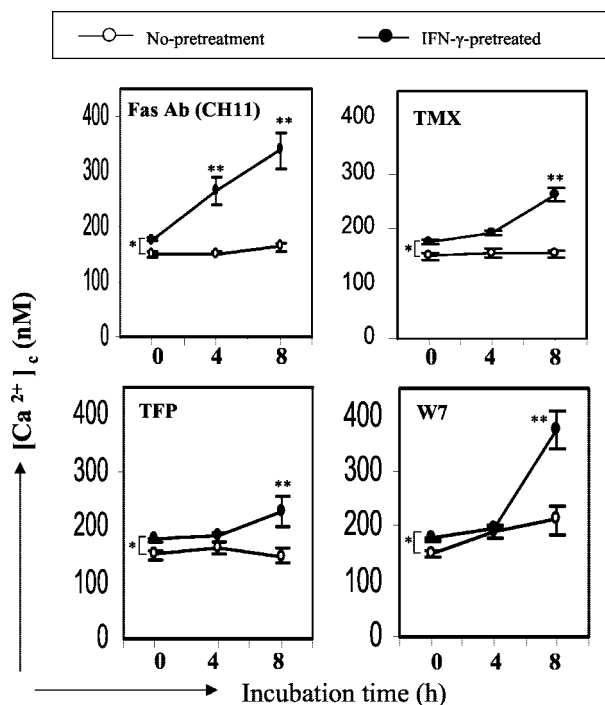 No-pretreatment IFN-γ-pretreated
Fas Ab (CH11)
400
300
200
100
0
**
**
*
0 4 8
TMX
400
300
200
100
0
**
*
0 4 8
TFP
400
300
200
100
0
**
*
0 4 8
W7
400
300
200
100
0
**
*
0 4 8
[Ca 2+ ] c (nM)
Incubation time (h)